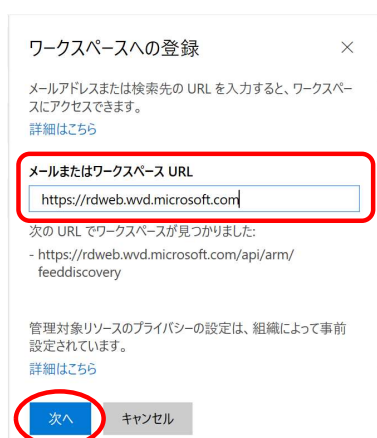 ワークスペースへの登録
メールアドレスまたは検索先の URL を入力すると、ワークスペー
スにアクセスできます。
詳細はこちら
メールまたはワークスペース URL
https://rdweb.wvd.microsoft.com
次の URL でワークスペースが見つかりました:
- https://rdweb.wvd.microsoft.com/api/arm/
feeddiscovery
管理対象リソースのプライバシーの設定は、組織によって事前
設定されています。
詳細はこちら
次へ キャンセル